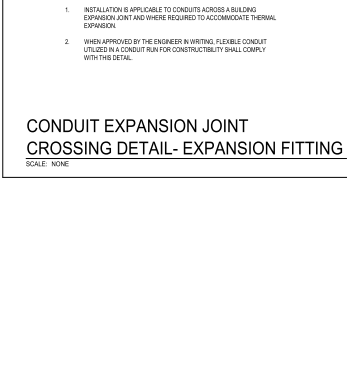 1. INSTALLATION IS APPLICABLE TO CONDUITS ACROSS A BUILDING
EXPANSION JOINT AND WHERE REQUIRED TO ACCOMMODATE THERMAL
EXPANSION.
2. WHEN APPROVED BY THE ENGINEER IN WRITING, FLEXIBLE CONDUIT
UTILIZED IN A CONDUIT RUN FOR CONSTRUCTIBILITY SHALL COMPLY
WITH THIS DETAIL.
CONDUIT EXPANSION JOINT
CROSSING DETAIL- EXPANSION FITTING
SCALE: NONE